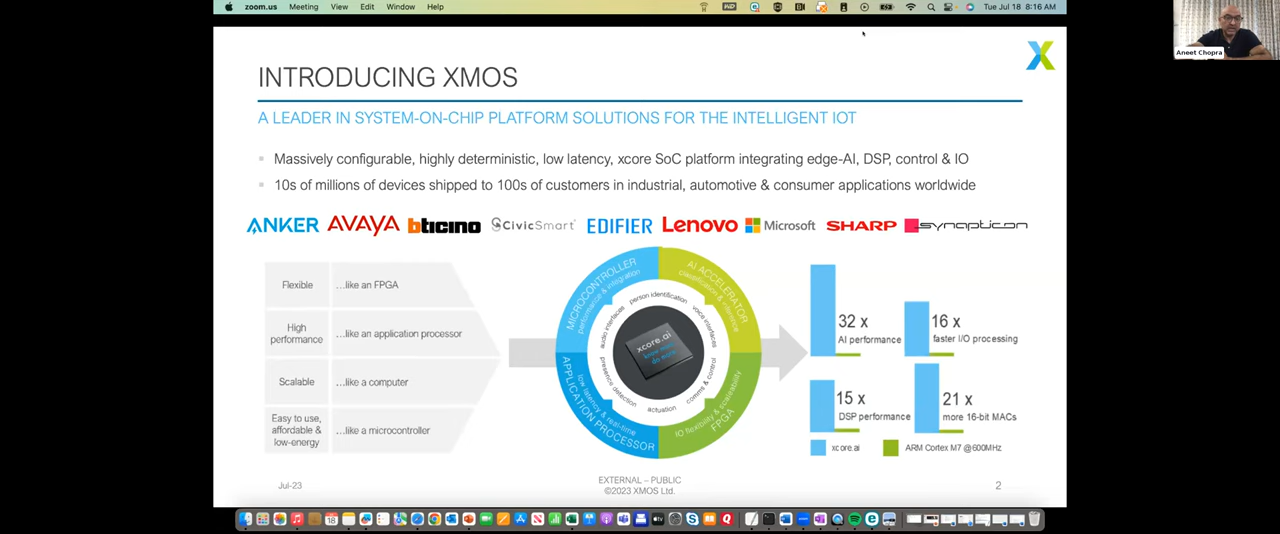 zoom.us Meeting View Edit Window Help
Tue Jul 18 8:16 AM
Aneet Chopra
INTRODUCING XMOS
A LEADER IN SYSTEM-ON-CHIP PLATFORM SOLUTIONS FOR THE INTELLIGENT IOT
Massively configurable, highly deterministic, low latency, xcore SoC platform integrating edge-AI, DSP, control & IO
10s of millions of devices shipped to 100s of customers in industrial, automotive & consumer applications worldwide
ANKER AVAYA bticino CivicSmart EDIFIER Lenovo Microsoft SHARP synapticon
Flexible …like an FPGA
High
performance …like an application processor
Scalable …like a computer
Easy to use,
affordable &
low-energy …like a microcontroller
MICROCONTROLLER
performance & integration
AI ACCELERATOR
classification & inference
APPLICATION PROCESSOR
low latency & real-time
FPGA
IO flexibility & scaleability
person identification
voice interfaces
comms & control
actuation
presence detection
audio interfaces
xcore.ai
know more,
do more
32 x
AI performance
16 x
faster I/O processing
15 x
DSP performance
21 x
more 16-bit MACs
xcore.ai ARM Cortex M7 @600MHz
Jul-23
EXTERNAL – PUBLIC
©2023 XMOS Ltd.
2